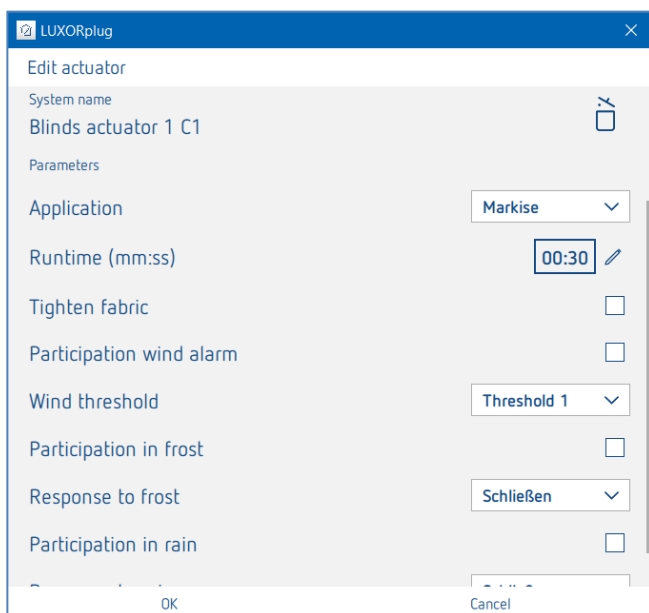 LUXORplug
Edit actuator
System name
Blinds actuator 1 C1
Parameters
Application Markise
Runtime (mm:ss) 00:30
Tighten fabric
Participation wind alarm
Wind threshold Threshold 1
Participation in frost
Response to frost Schließen
Participation in rain
OK Cancel